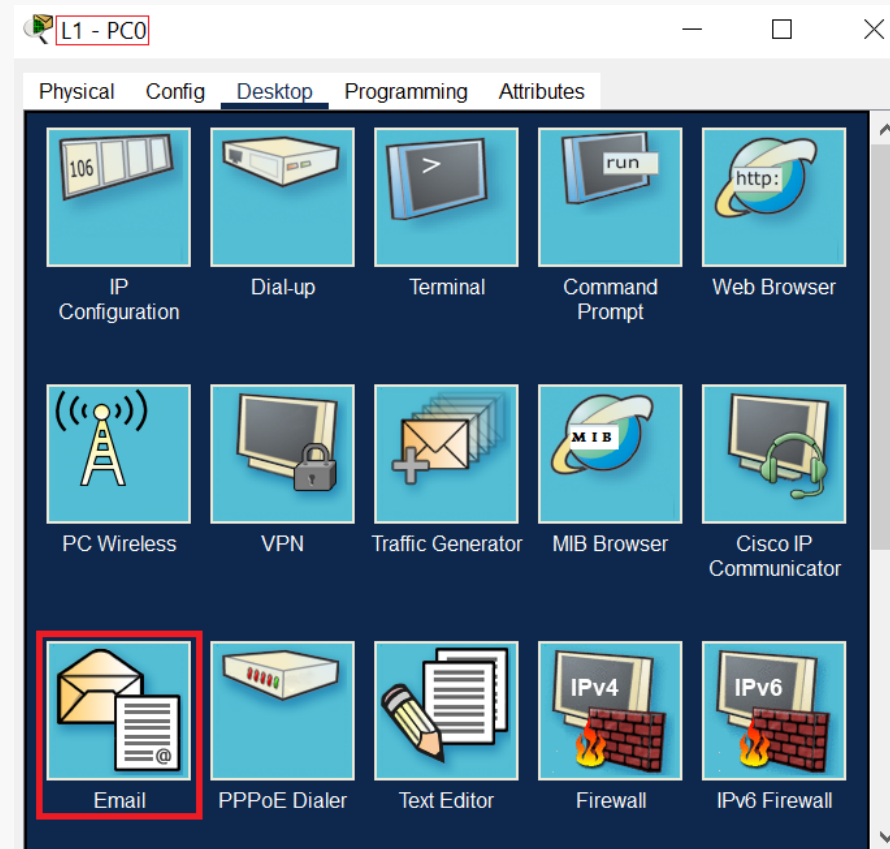 L1 - PC0
Physical Config Desktop Programming Attributes
106
>
run
http:
IP
Configuration
Dial-up
Terminal
Command
Prompt
Web Browser
MIB
PC Wireless
VPN
Traffic Generator
MIB Browser
Cisco IP
Communicator
@
IPv4
IPv6
Email
PPPoE Dialer
Text Editor
Firewall
IPv6 Firewall